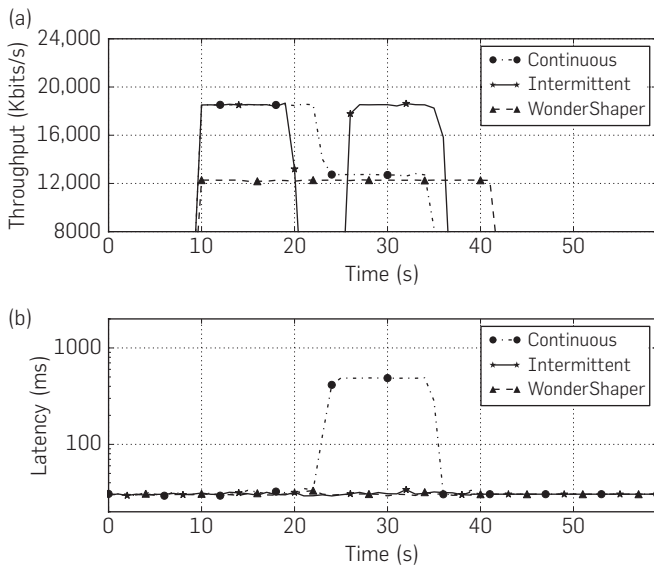 (a)
24,000
20,000
16,000
12,000
8000
Throughput (Kbits/s)
Continuous
Intermittent
WonderShaper
0 10 20 30 40 50
Time (s)
(b)
1000
100
Latency (ms)
Continuous
Intermittent
WonderShaper
0 10 20 30 40 50
Time (s)